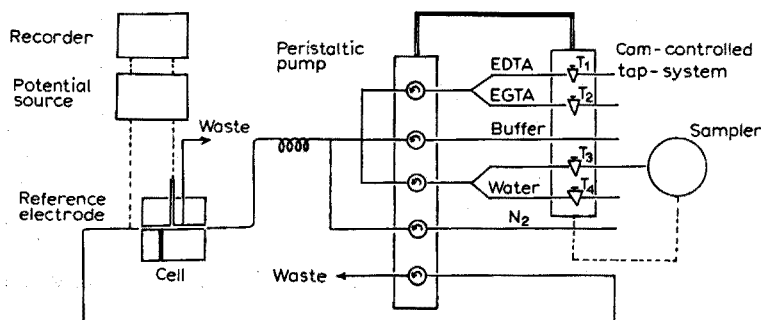 Recorder
Potential
source
Waste
Reference
electrode
Cell
Peristaltic
pump
Waste
EDTA
EGTA
Buffer
Water
N2
T1
T2
T3
T4
Cam-controlled
tap-system
Sampler